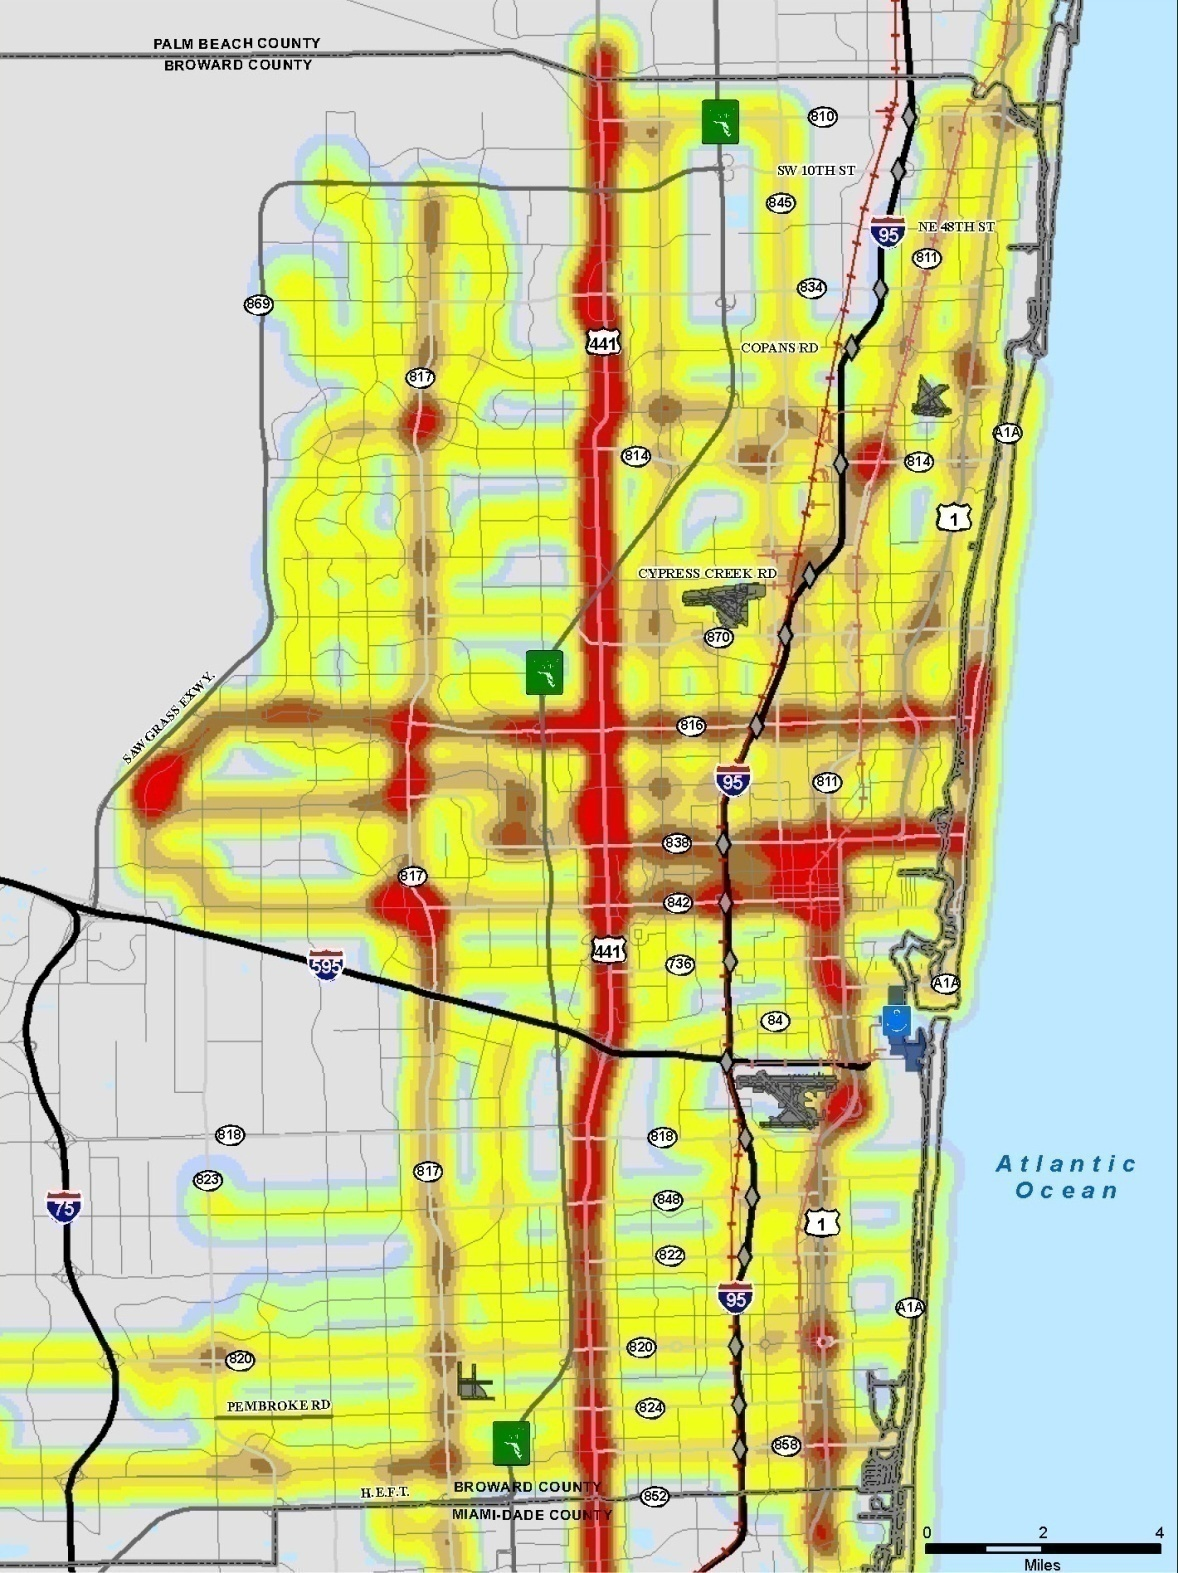 PALM BEACH COUNTY
BROWARD COUNTY
810
SW 10TH ST
845
95
NE 48TH ST
811
834
869
441
COPANS RD
817
A1A
814
814
1
CYPRESS CREEK RD
870
SAWGRASS EXWY.
816
95
811
838
817
842
441
595
736
A1A
84
818
818
Atlantic
Ocean
817
823
75
848
1
822
95
A1A
820
820
PEMBROKE RD
824
858
BROWARD COUNTY
H.E.F.T.
852
MIAMI-DADE COUNTY
0 2 4
Miles